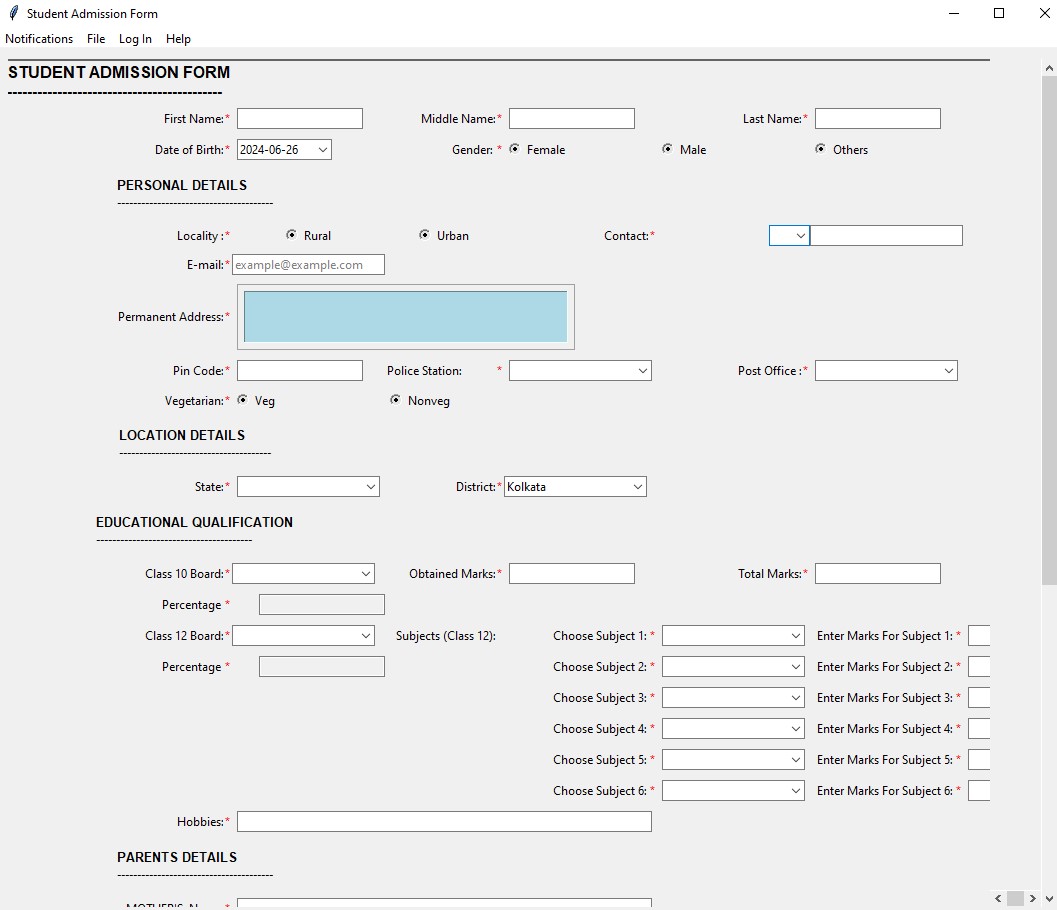 Student Admission Form
Notifications File Log In Help
STUDENT ADMISSION FORM
--------------------------------------------
First Name:* Middle Name:* Last Name:*
Date of Birth:* 2024-06-26 Gender: * Female Male Others
PERSONAL DETAILS
---------------------------------------
Locality :* Rural Urban Contact:*
E-mail:* example@example.com
Permanent Address:*
Pin Code:* Police Station: * Post Office :*
Vegetarian:* Veg Nonveg
LOCATION DETAILS
--------------------------------------
State:* District:* Kolkata
EDUCATIONAL QUALIFICATION
---------------------------------------
Class 10 Board:* Obtained Marks:* Total Marks:*
Percentage *
Class 12 Board:* Subjects (Class 12): Choose Subject 1: * Enter Marks For Subject 1: *
Percentage * Choose Subject 2: * Enter Marks For Subject 2: *
Choose Subject 3: * Enter Marks For Subject 3: *
Choose Subject 4: * Enter Marks For Subject 4: *
Choose Subject 5: * Enter Marks For Subject 5: *
Choose Subject 6: * Enter Marks For Subject 6: *
Hobbies:*
PARENTS DETAILS
---------------------------------------